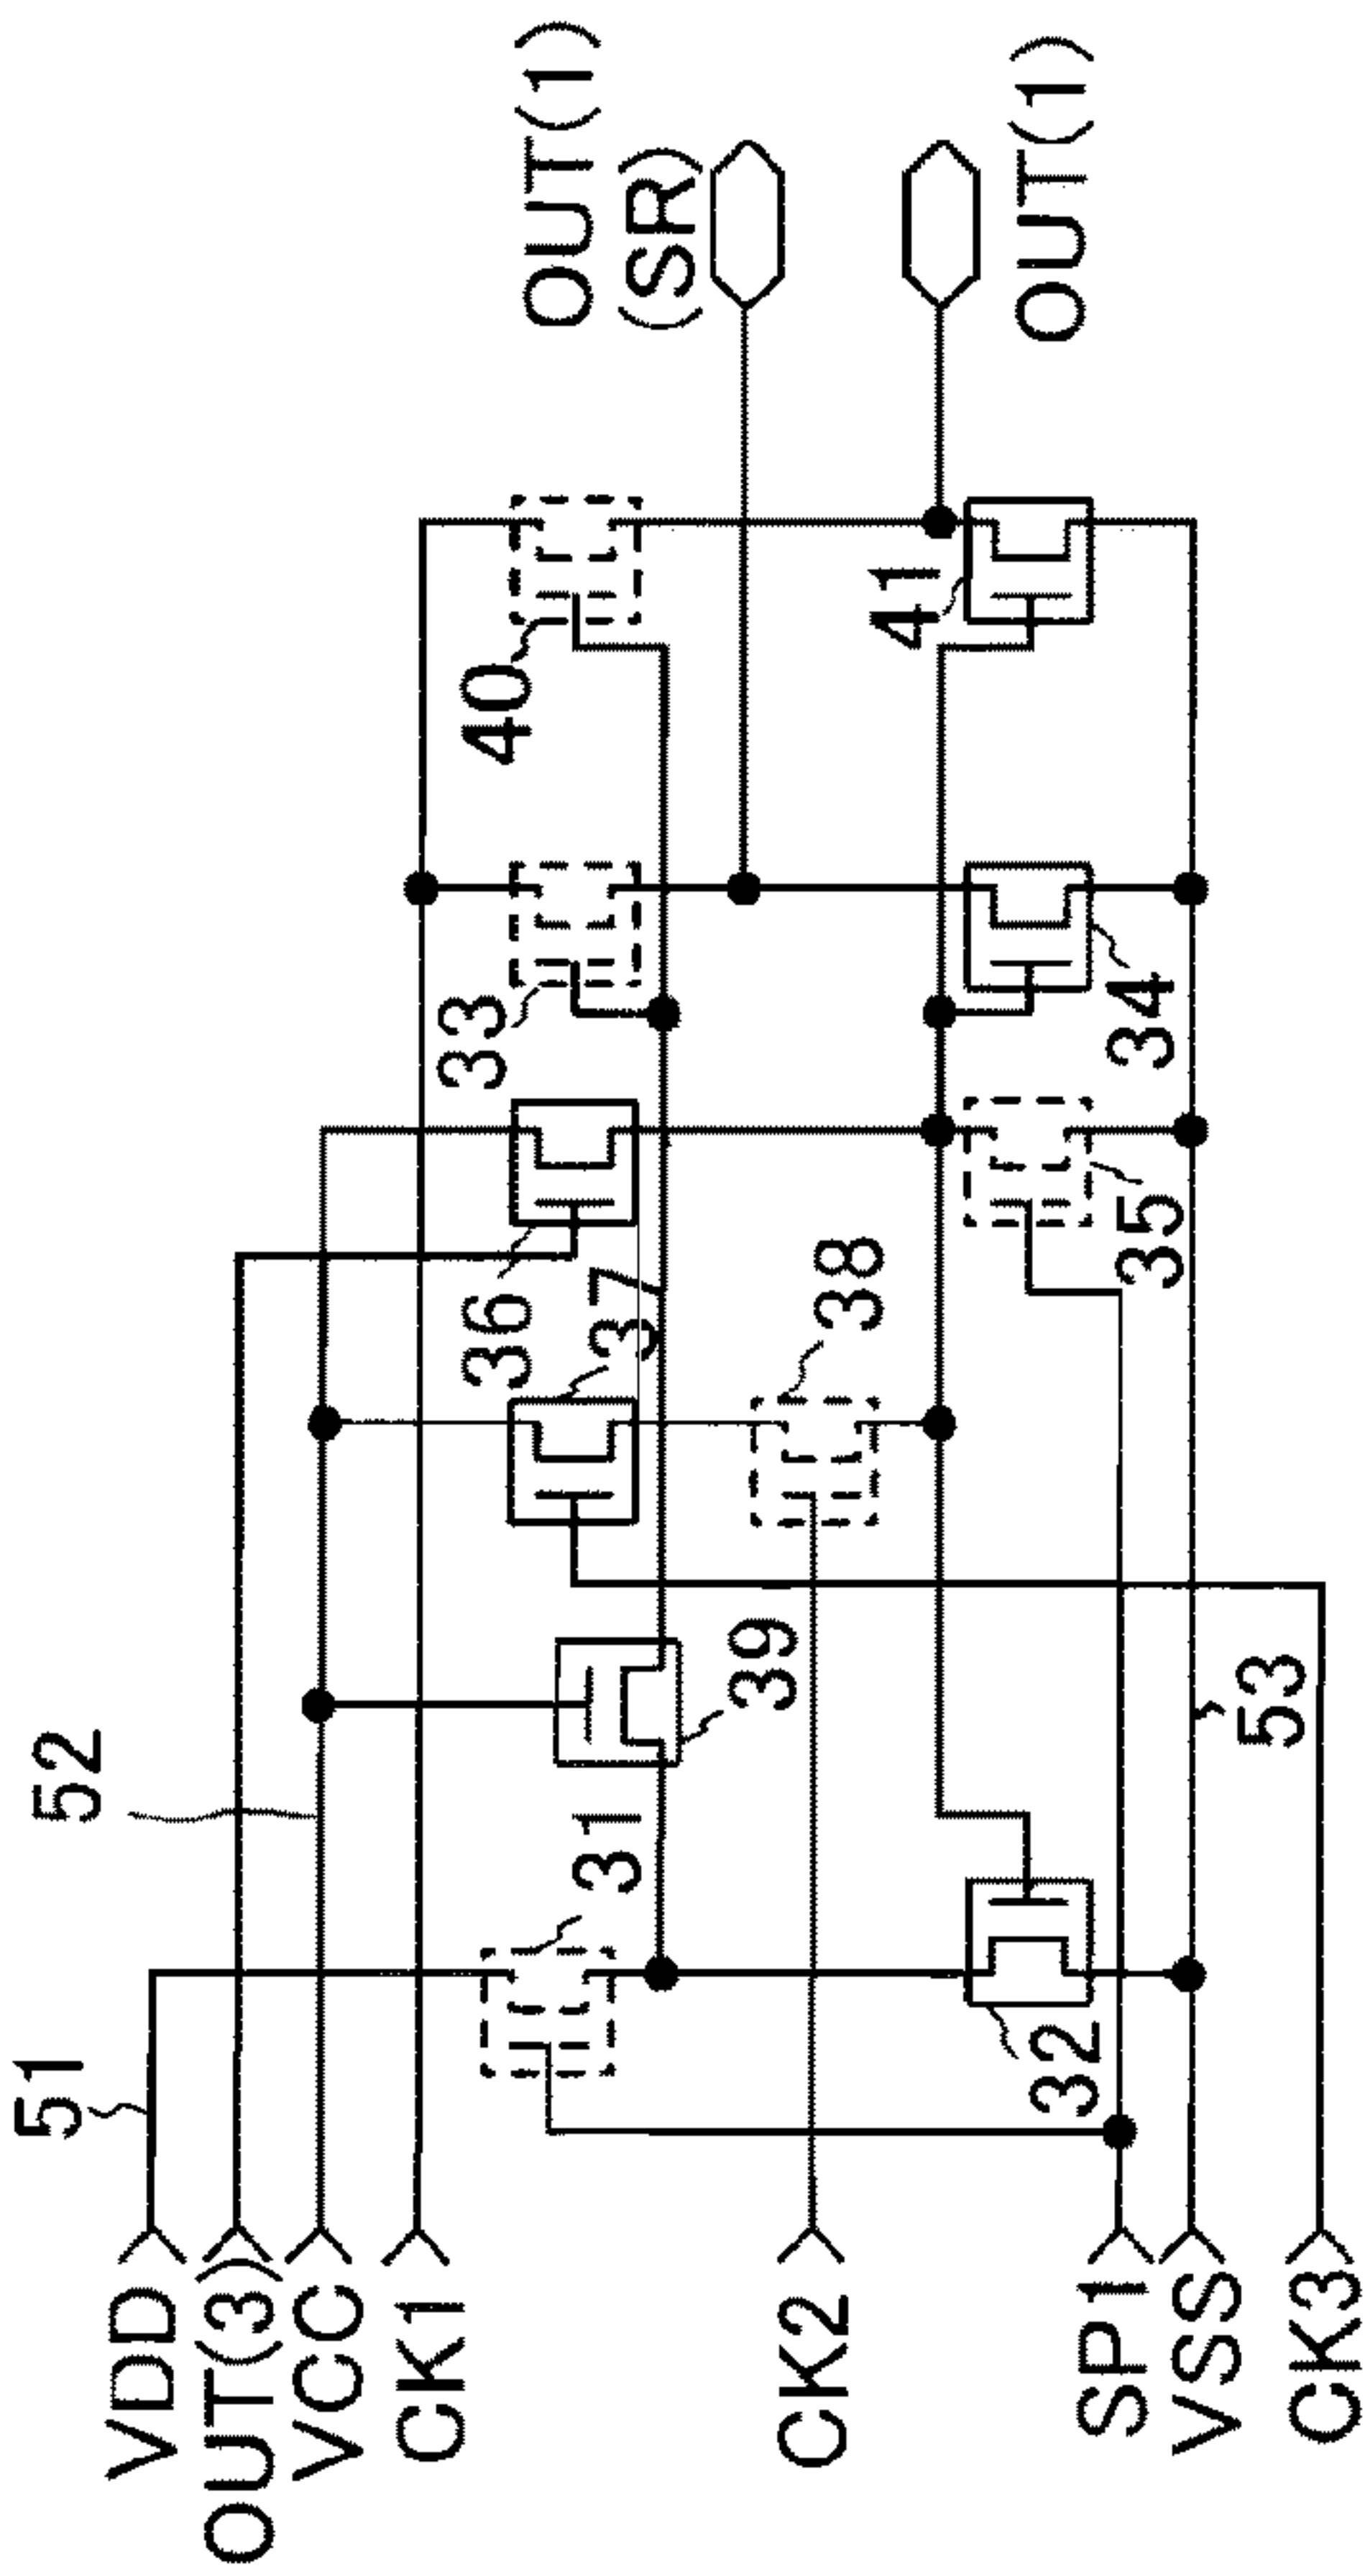 51
52
VDD
OUT(3)
VCC
CK1
CK2
SP1
VSS
CK3
31
32
39
53
37
38
36
35
33
34
40
41
OUT(1)
(SR)
OUT(1)